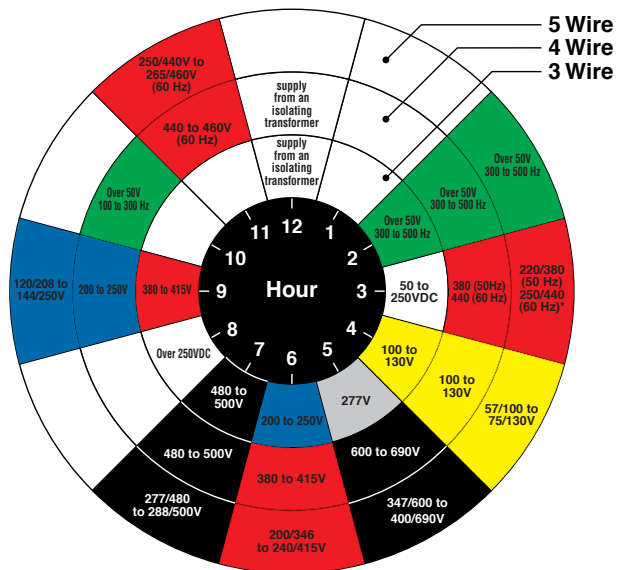 5 Wire
4 Wire
3 Wire
250/440V to
265/460V
(60 Hz)
440 to 460V
(60 Hz)
supply
from an
isolating
transformer
supply
from an
isolating
transformer
Over 50V
300 to 500 Hz
Over 50V
300 to 500 Hz
Over 50V
300 to 500 Hz
Over 50V
100 to 300 Hz
12
1
2
3
4
5
6
7
8
9
10
11
Hour
120/208 to
144/250V
200 to 250V
380 to 415V
50 to
250VDC
380 (50Hz)
440 (60 Hz)
220/380
(50 Hz)
250/440
(60 Hz)*
Over 250VDC
100 to
130V
100 to
130V
57/100 to
75/130V
480 to
500V
480 to 500V
277/480
to 288/500V
200 to 250V
380 to 415V
200/346
to 240/415V
277V
600 to 690V
347/600 to
400/690V